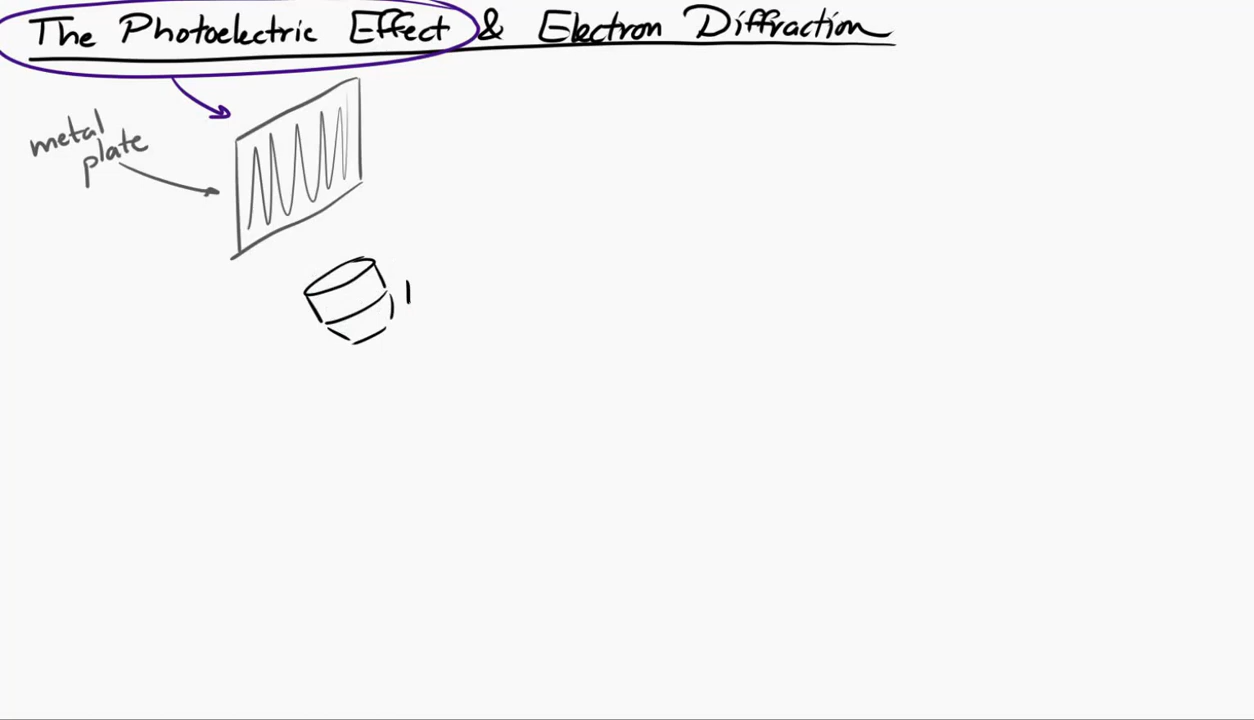 The Photoelectric Effect & Electron Diffraction
metal
plate